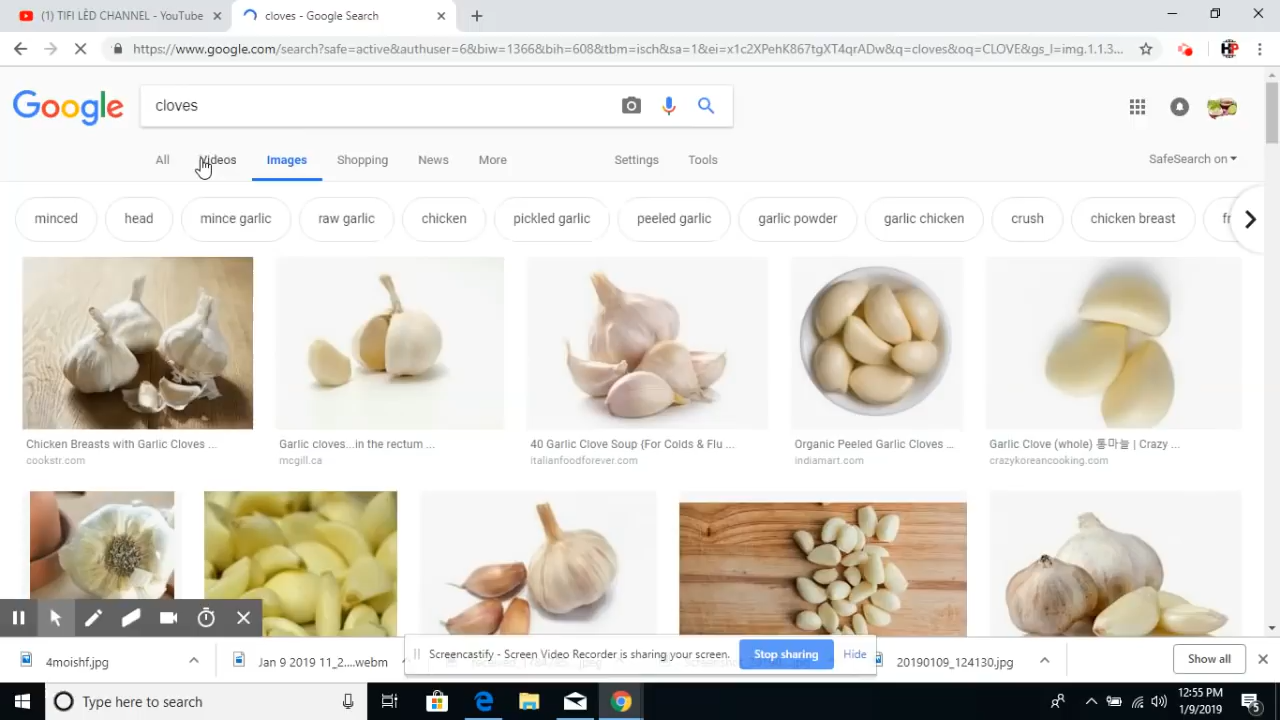 (1) TIFI LÈD CHANNEL - YouTube
cloves - Google Search
https://www.google.com/search?safe=active&authuser=6&biw=1366&bih=608&tbm=isch&sa=1&ei=x1c2XPehK867tgXT4qrADw&q=cloves&oq=CLOVE&gs_l=img.1.1.3...
HP
Google
cloves
All Videos Images Shopping News More Settings Tools SafeSearch on
minced head mince garlic raw garlic chicken pickled garlic peeled garlic garlic powder garlic chicken crush chicken breast
Chicken Breasts with Garlic Cloves ...
cookstr.com
Garlic cloves...in the rectum ...
mcgill.ca
40 Garlic Clove Soup (For Colds & Flu ...
italianfoodforever.com
Organic Peeled Garlic Cloves ...
indiamart.com
Garlic Clove (whole) 통마늘 | Crazy ...
crazykoreancooking.com
Screencastify - Screen Video Recorder is sharing your screen. Stop sharing Hide
4moishf.jpg
Jan 9 2019 11_2....webm
20190109_124130.jpg
Show all
Type here to search
12:55 PM
1/9/2019
5